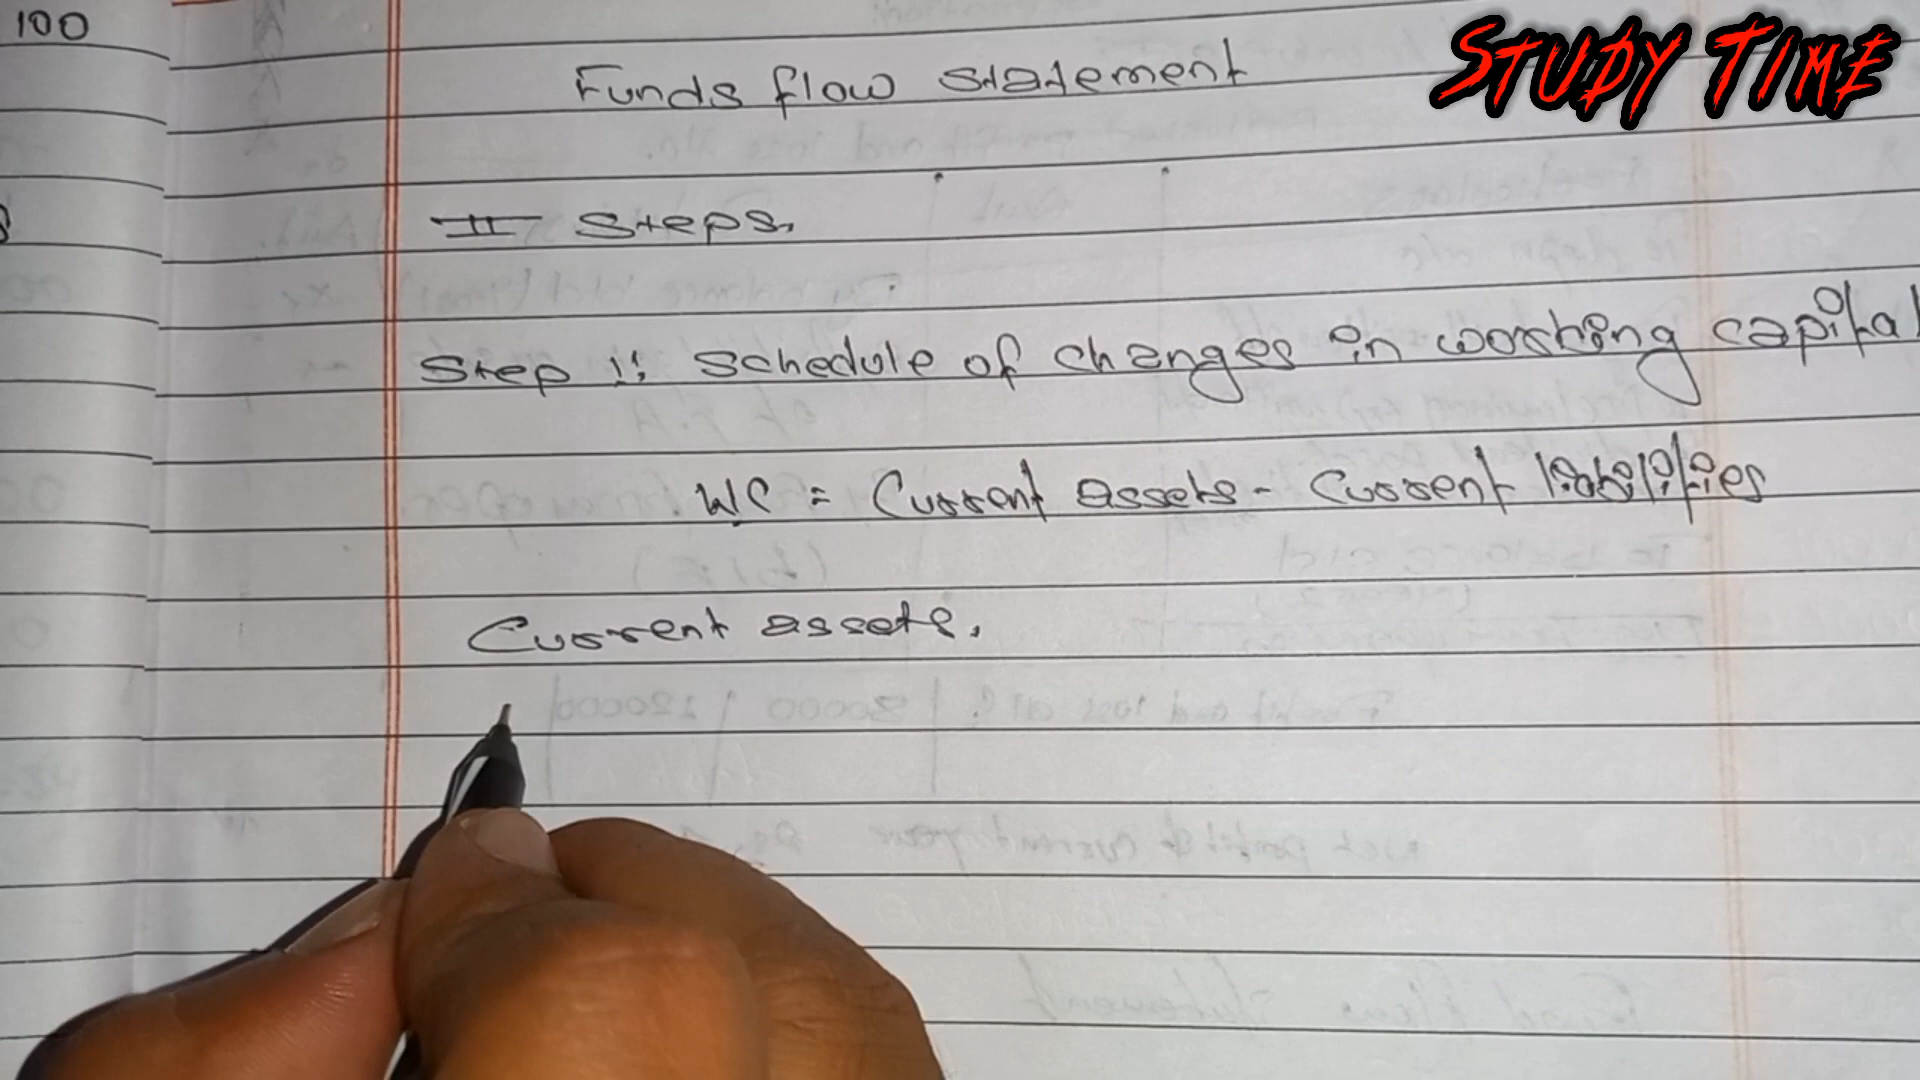 100
STUDY TIME
Funds flow statement
II Steps.
Step 1: Schedule of changes in working capital
WC = Current assets - Current liabilities
Current assets.